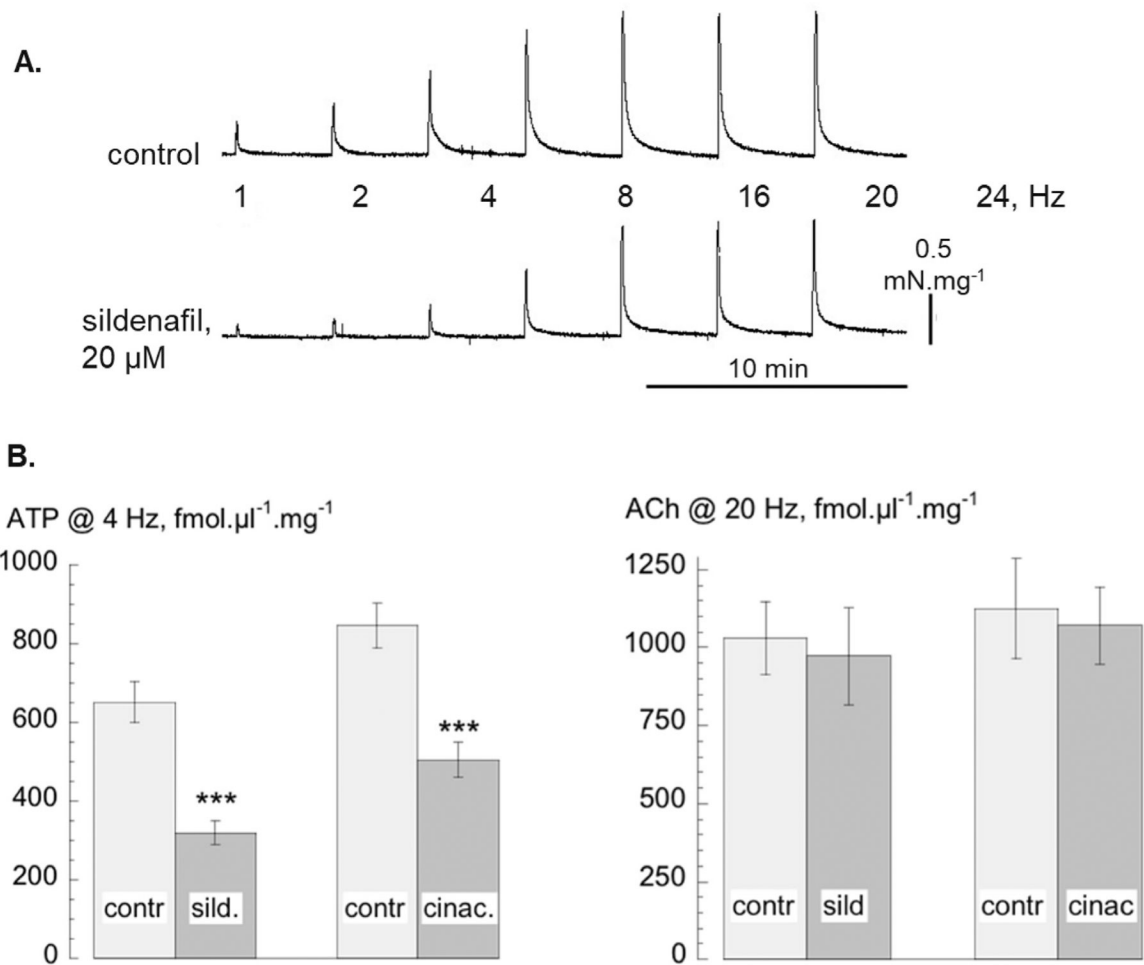 A.
control
1 2 4 8 16 20 24, Hz
0.5
mN.mg⁻¹
sildenafil,
20 µM
10 min
B.
ATP @ 4 Hz, fmol.µl⁻¹.mg⁻¹
1000
800
600
400
200
0
***
***
contr sild. contr cinac.
ACh @ 20 Hz, fmol.µl⁻¹.mg⁻¹
1250
1000
750
500
250
0
contr sild contr cinac